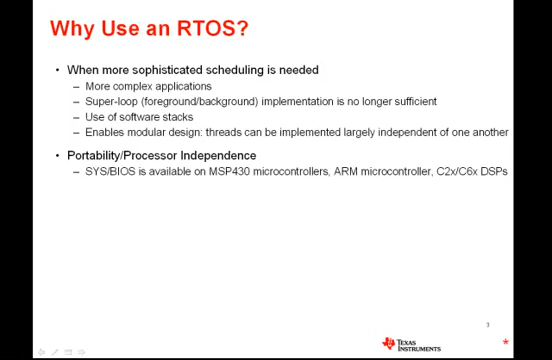 Why Use an RTOS?
• When more sophisticated scheduling is needed
– More complex applications
– Super-loop (foreground/background) implementation is no longer sufficient
– Use of software stacks
– Enables modular design: threads can be implemented largely independent of one another
• Portability/Processor Independence
– SYS/BIOS is available on MSP430 microcontrollers, ARM microcontroller, C2x/C6x DSPs
3
TEXAS
INSTRUMENTS
*